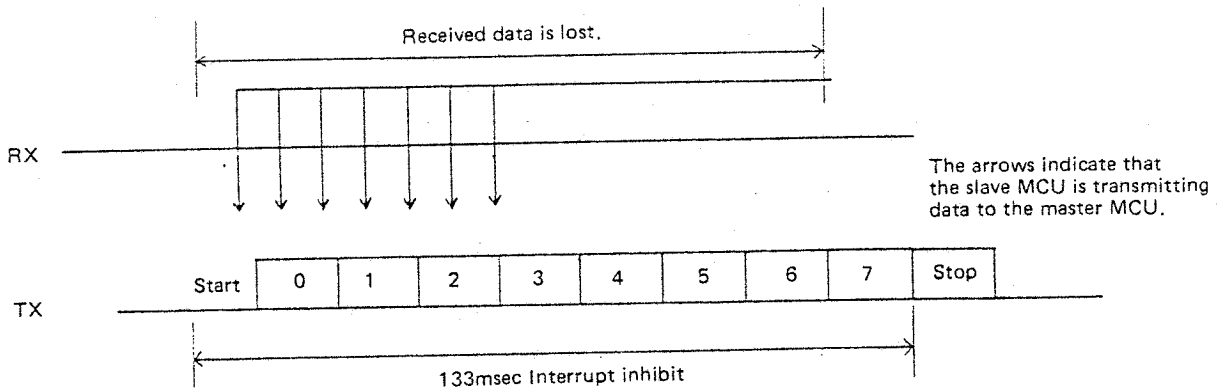 Received data is lost.
RX
The arrows indicate that
the slave MCU is transmitting
data to the master MCU.
Start 0 1 2 3 4 5 6 7 Stop
TX
133msec Interrupt inhibit